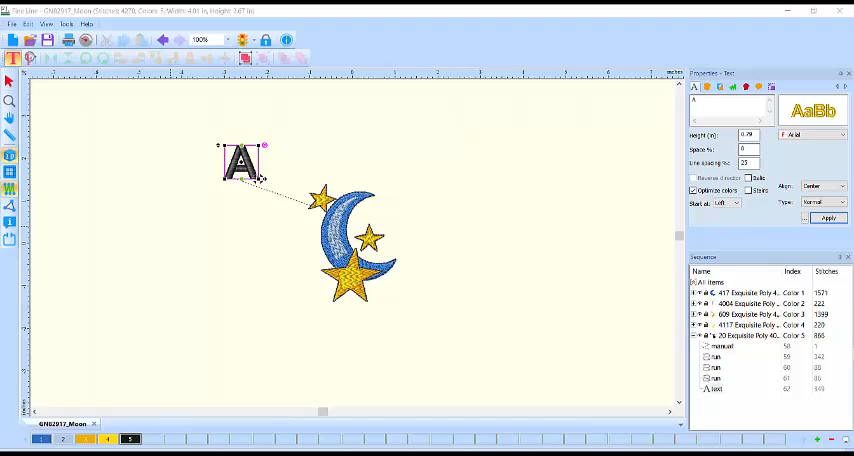 Fine Line - GN02917_Moon (Stitches 4270, Colors: 5, Width: 4.01 in, Height: 3.67 in)
File Edit View Tools Help
100%
inches
A
GN02917_Moon
1 2 3 4 5
Properties - Text
A
AaBb
Height (in): 0.79
F Arial
Space %: 0
Line spacing %: 25
Reverse direction Italic
Optimize colors Stairs
Align: Center
Start at: Left
Type: Normal
... Apply
Sequence
Name Index Stitches
All items
417 Exquisite Poly 4... Color 1 1571
4004 Exquisite Poly ... Color 2 222
609 Exquisite Poly 4... Color 3 1399
4117 Exquisite Poly ... Color 4 220
20 Exquisite Poly 40... Color 5 866
manual 58 1
run 59 342
run 60 88
run 61 86
A text 62 349